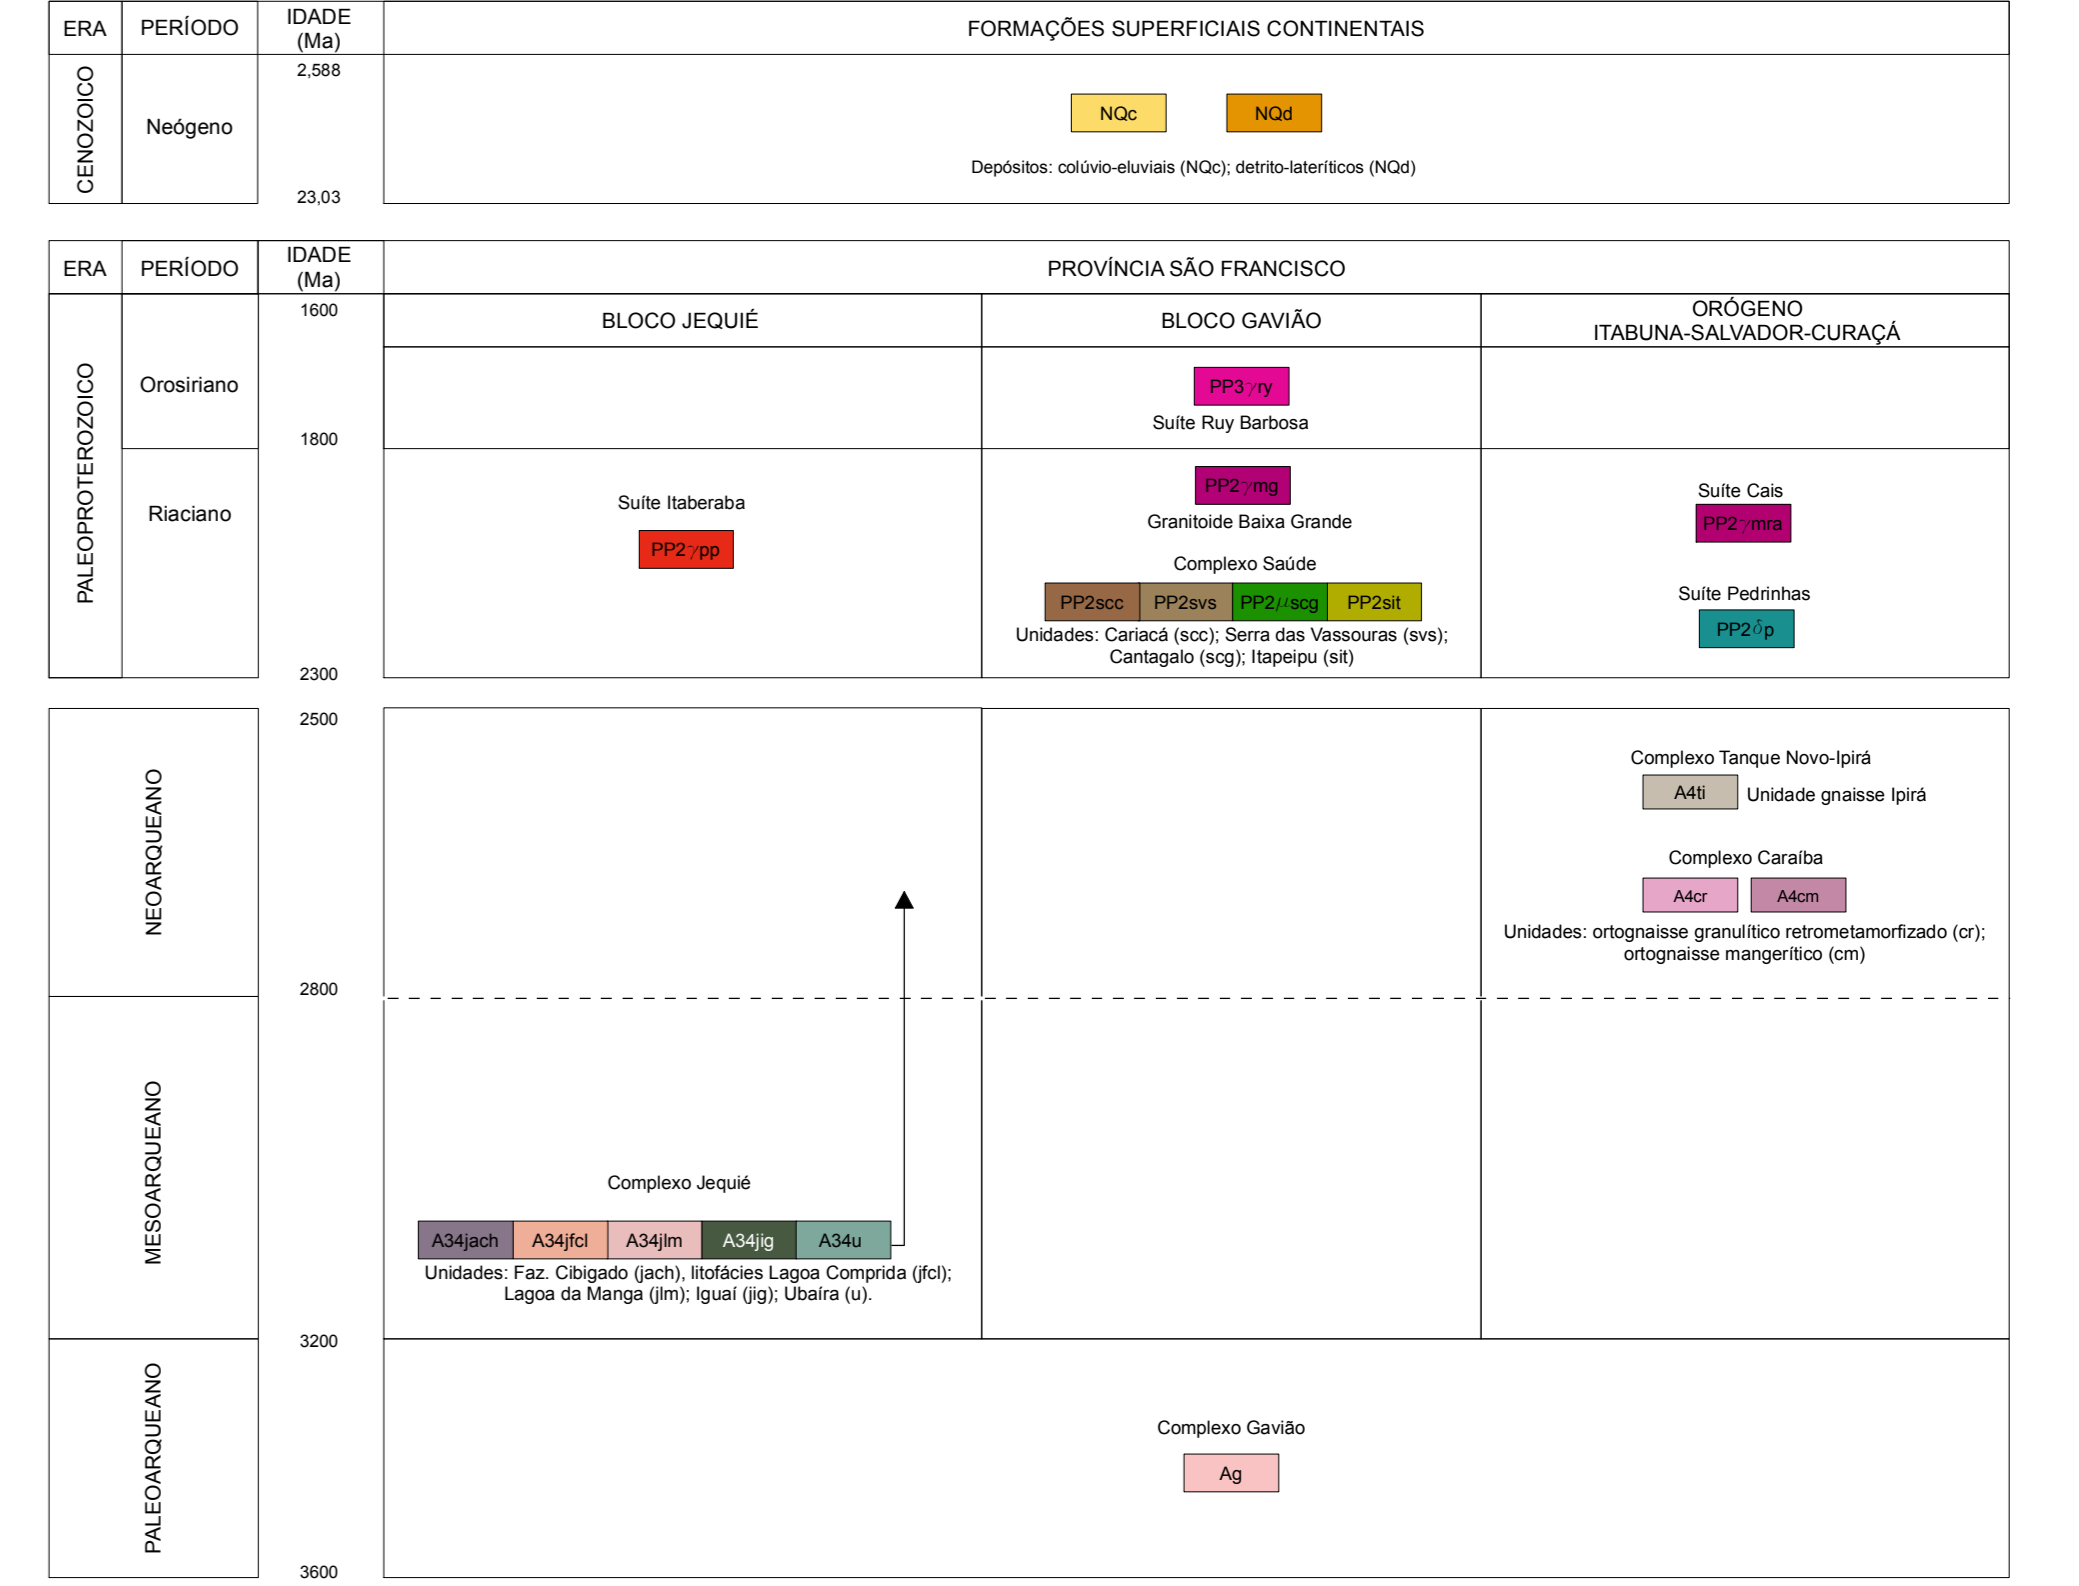 ERA
PERÍODO
IDADE
(Ma)
FORMAÇÕES SUPERFICIAIS CONTINENTAIS
CENOZOICO
Neógeno
2,588
NQc
NQd
Depósitos: colúvio-eluviais (NQc); detrito-lateríticos (NQd)
23,03
ERA
PERÍODO
IDADE
(Ma)
PROVÍNCIA SÃO FRANCISCO
1600
BLOCO JEQUIÉ
BLOCO GAVIÃO
ORÓGENO
ITABUNA-SALVADOR-CURAÇÁ
PALEOPROTEROZOICO
Orosiriano
PP3γry
Suíte Ruy Barbosa
1800
Riaciano
Suíte Itaberaba
PP2γpp
PP2γmg
Granitoide Baixa Grande
Complexo Saúde
PP2scc
PP2svs
PP2μscg
PP2sit
Unidades: Cariacá (scc); Serra das Vassouras (svs);
Cantagalo (scg); Itapeipu (sit)
Suíte Cais
PP2γmra
Suíte Pedrinhas
PP2δp
2300
2500
NEOARQUEANO
Complexo Tanque Novo-Ipirá
A4ti
Unidade gnaisse Ipirá
Complexo Caraíba
A4cr
A4cm
Unidades: ortognaisse granulítico retrometamorfizado (cr);
ortognaisse mangerítico (cm)
2800
MESOARQUEANO
Complexo Jequié
A34jach
A34jfcl
A34jlm
A34jig
A34u
Unidades: Faz. Cibigado (jach), litofácies Lagoa Comprida (jfcl);
Lagoa da Manga (jlm); Iguaí (jig); Ubaíra (u).
3200
PALEOARQUEANO
Complexo Gavião
Ag
3600